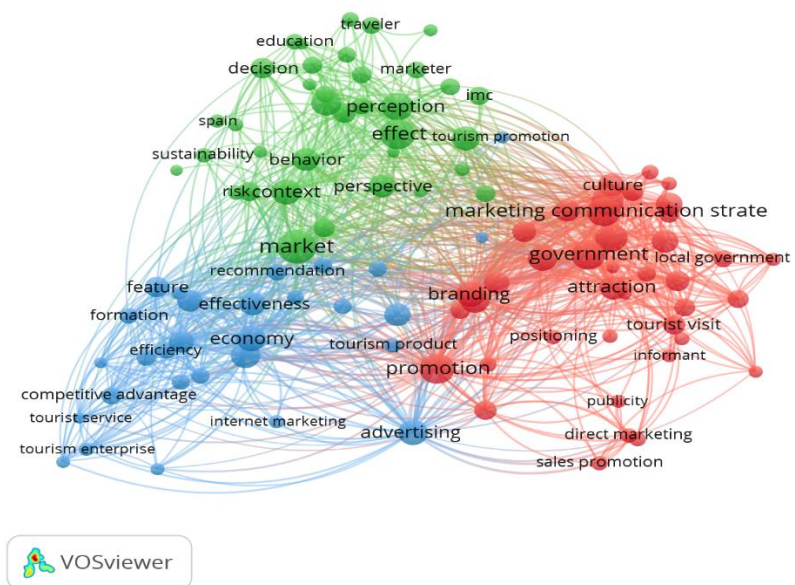 traveler
education
decision
marketer
perception
imc
effect
tourism promotion
spain
sustainability
behavior
culture
risk
context
perspective
marketing communication strate
market
government
local government
recommendation
feature
branding
attraction
effectiveness
formation
tourist visit
economy
positioning
efficiency
tourism product
informant
promotion
competitive advantage
publicity
tourist service
internet marketing
advertising
direct marketing
tourism enterprise
sales promotion
VOSviewer